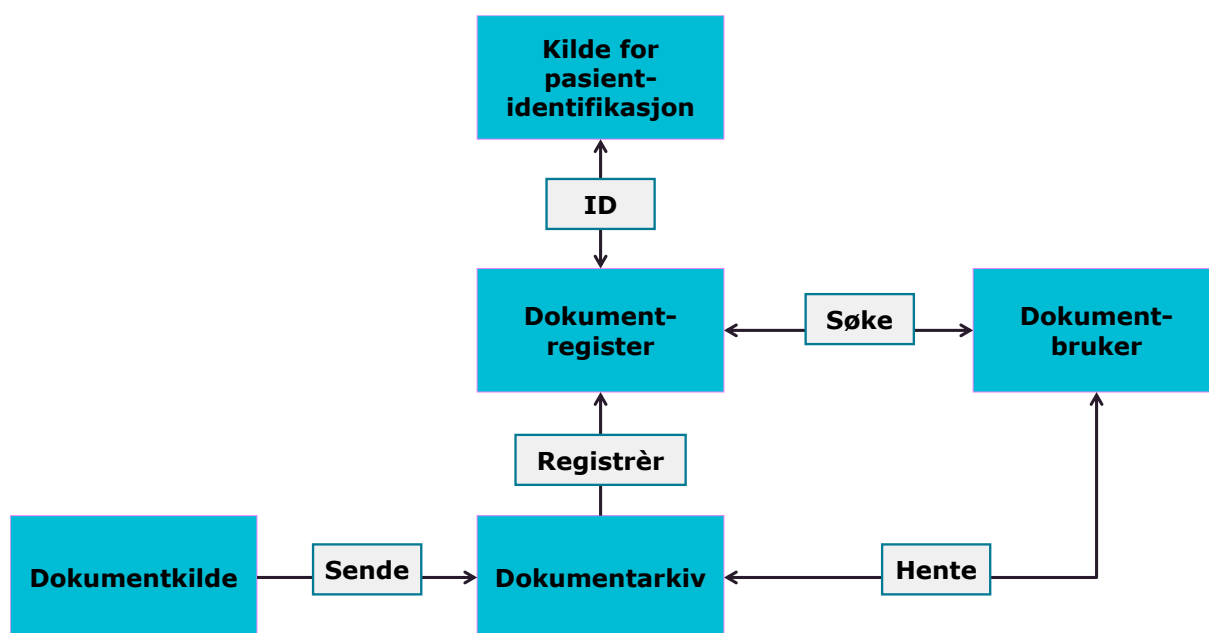 Kilde for
pasient-
identifikasjon
ID
Dokument-
register
Søke
Dokument-
bruker
Registrèr
Dokumentkilde
Sende
Dokumentarkiv
Hente